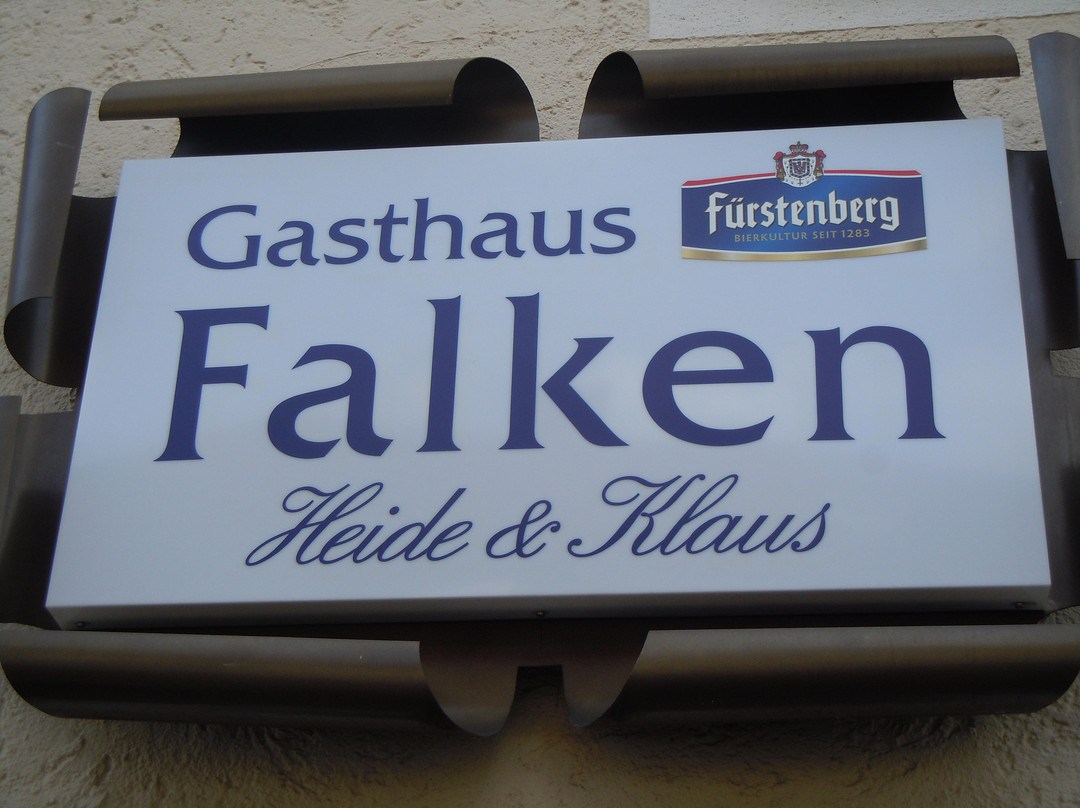 Gasthaus
Fürstenberg
BIERKULTUR SEIT 1283
Falken
Heide & Klaus